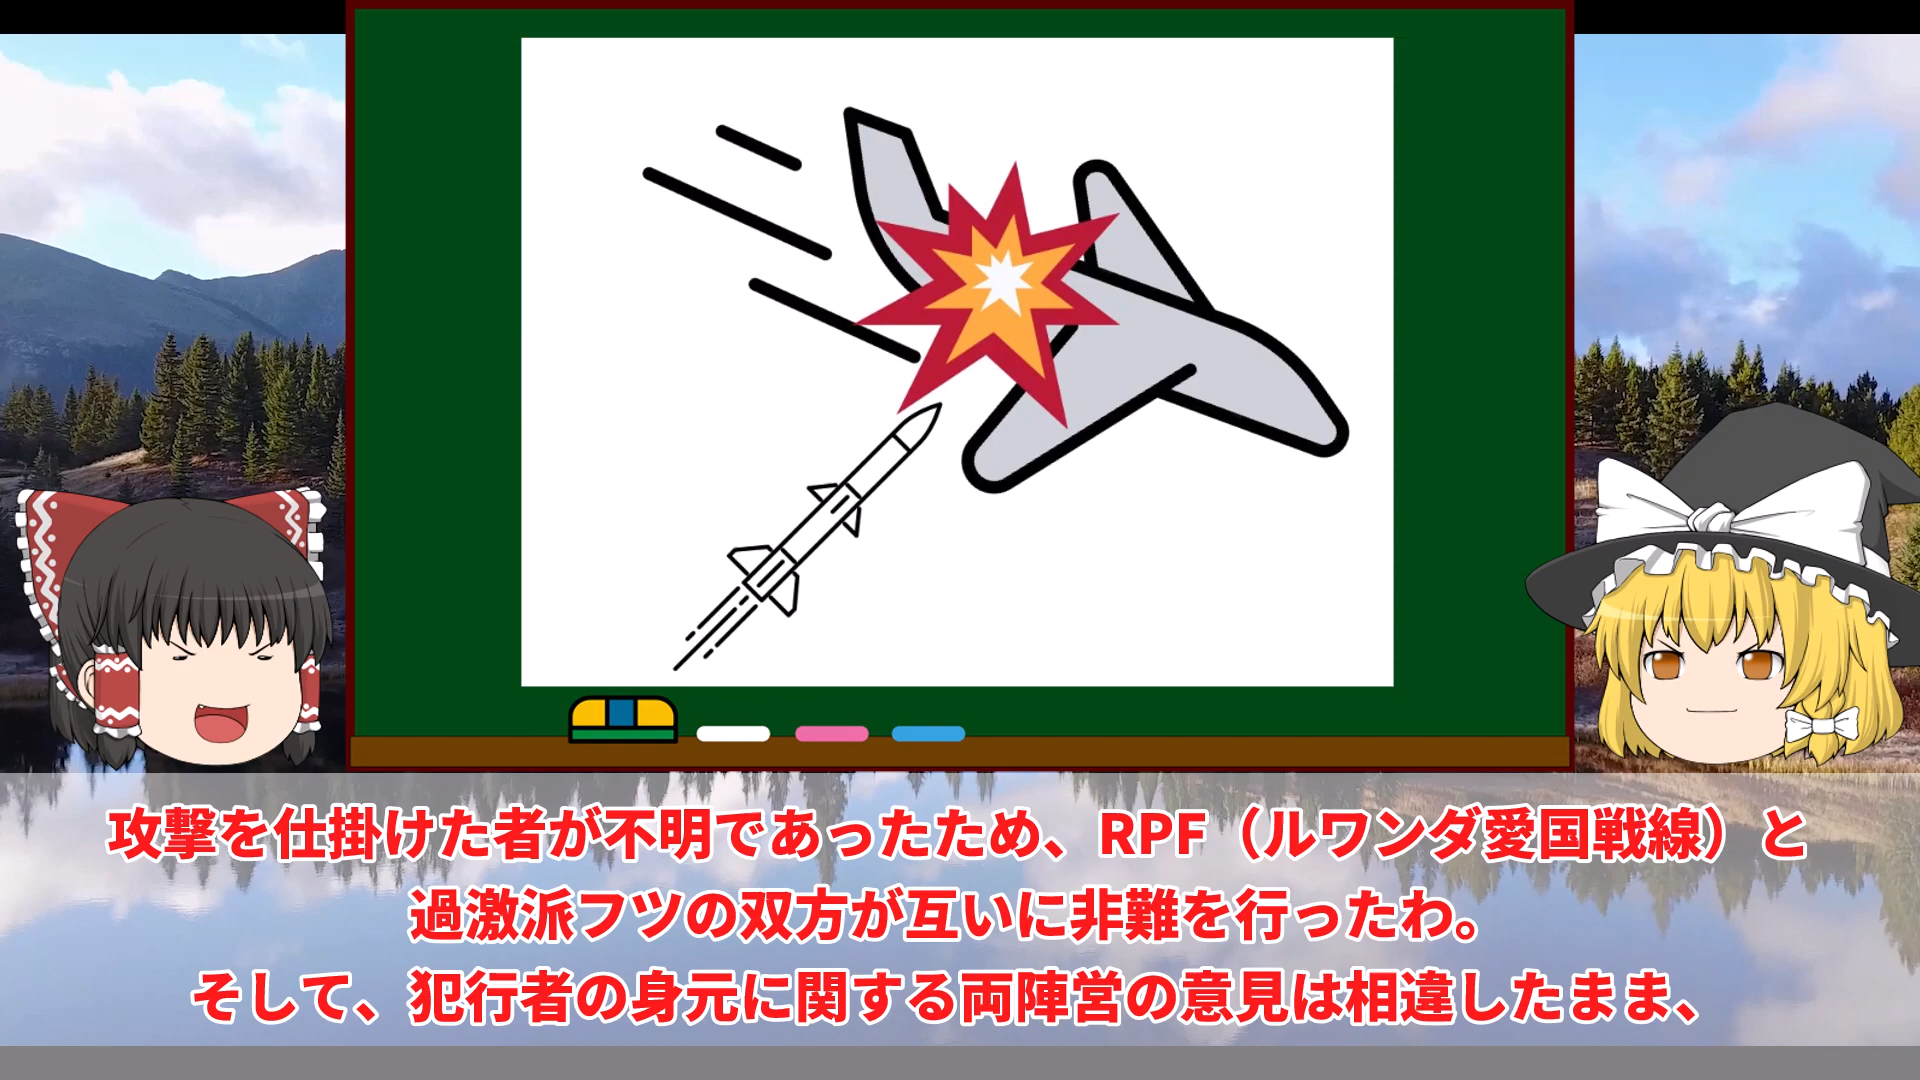 攻撃を仕掛けた者が不明であったため、RPF（ルワンダ愛国戦線）と
過激派フツの双方が互いに非難を行ったわ。
そして、犯行者の身元に関する両陣営の意見は相違したまま、